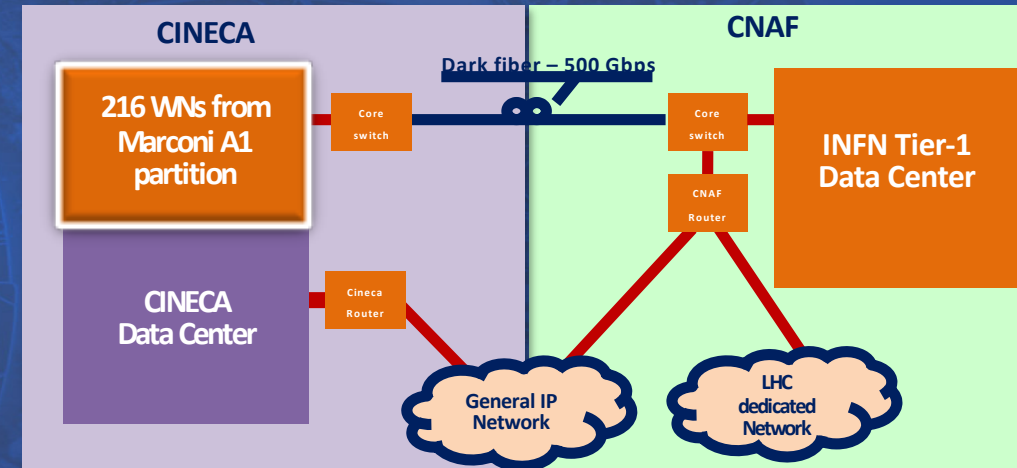 CINECA
CNAF
Dark fiber – 500 Gbps
216 WNs from
Marconi A1
partition
Core
switch
Core
switch
INFN Tier-1
Data Center
CNAF
Router
CINECA
Data Center
Cineca
Router
General IP
Network
LHC
dedicated
Network